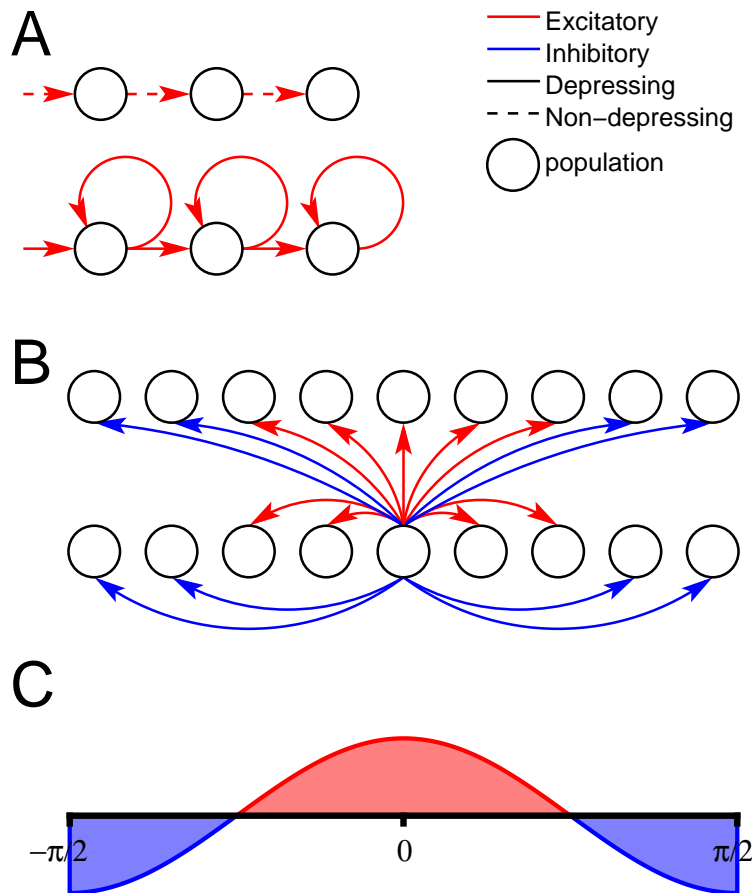 A
Excitatory
Inhibitory
Depressing
Non-depressing
population
B
C
−π/2
0
π/2